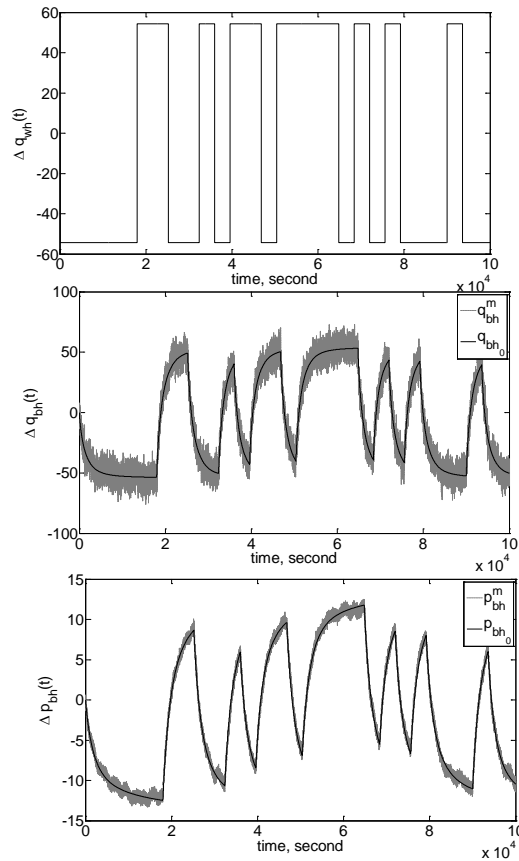 60
40
20
0
-20
-40
-60
Δ q_wh(t)
0 2 4 6 8 10
time, second
x 10^4
100
50
0
-50
-100
Δ q_bh(t)
q_bh^m
q_bh_0
0 2 4 6 8 10
time, second
x 10^4
15
10
5
0
-5
-10
-15
Δ p_bh(t)
p_bh^m
p_bh_0
0 2 4 6 8 10
time, second
x 10^4